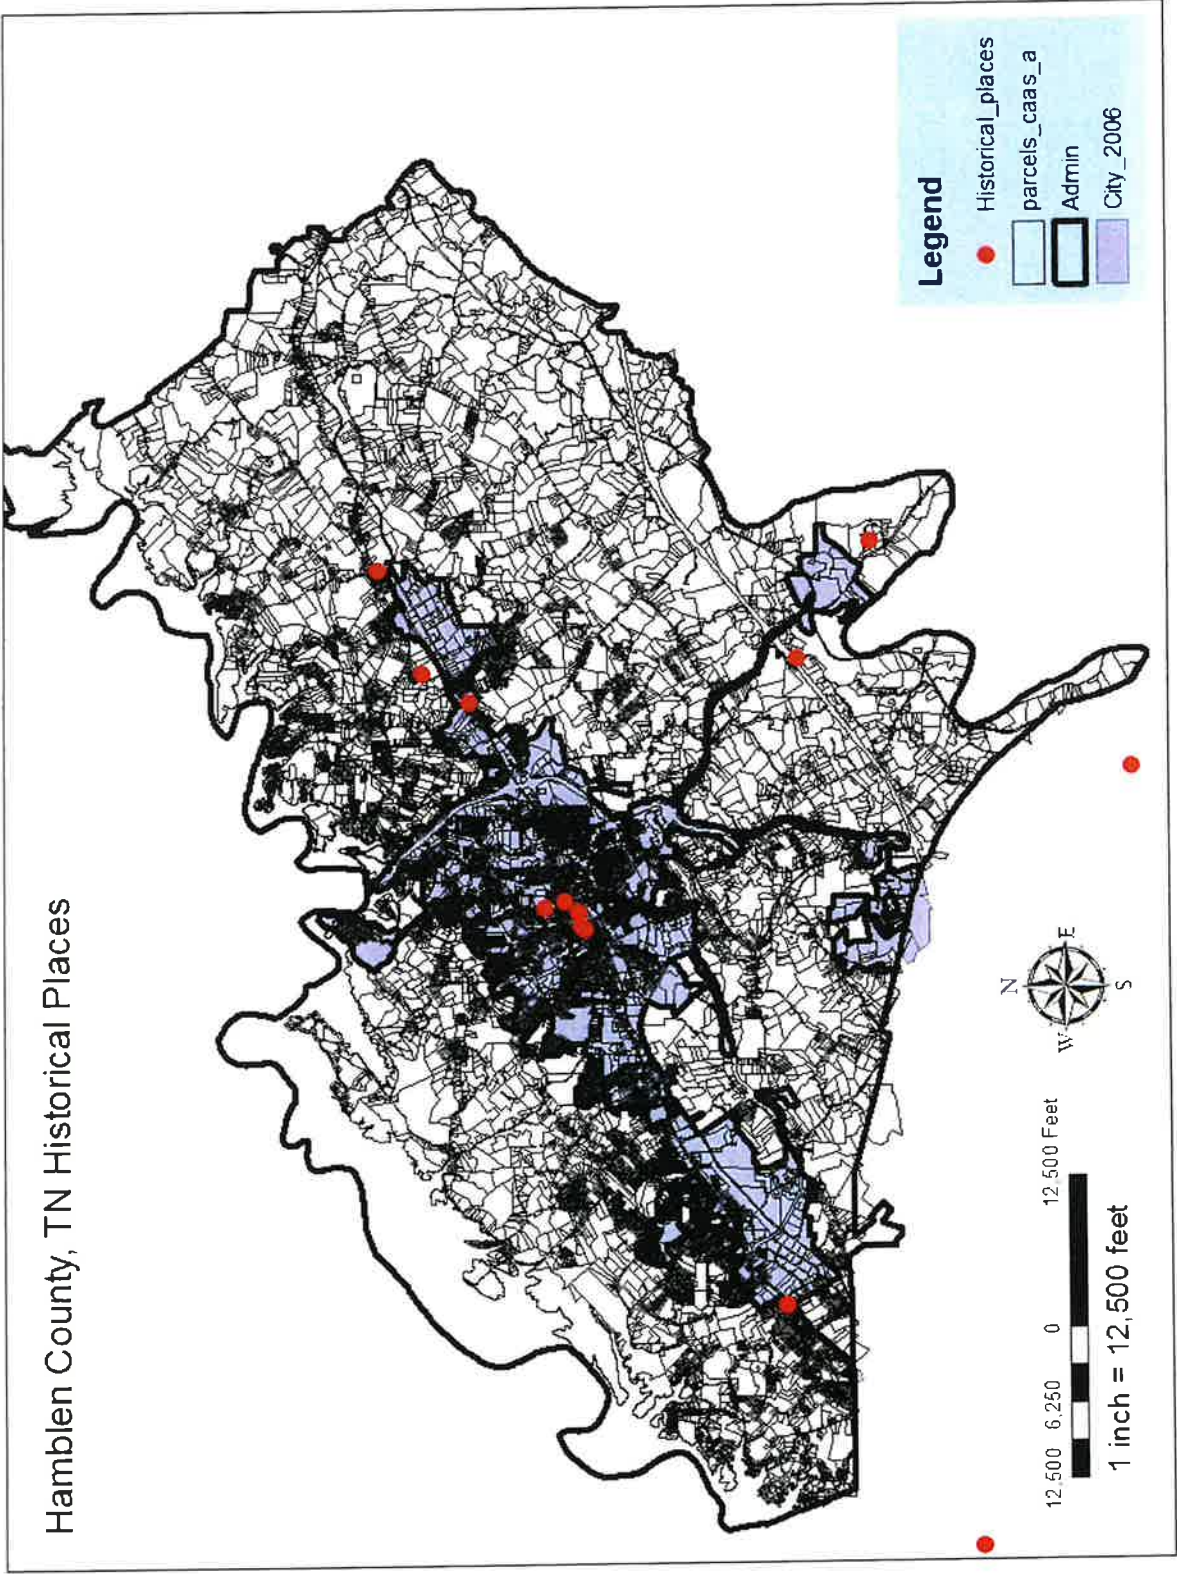 Hamblen County, TN Historical Places
Legend
Historical_places
parcels_caas_a
Admin
City_2006
N
W
E
S
12,500 6,250 0 12,500 Feet
1 inch = 12,500 feet